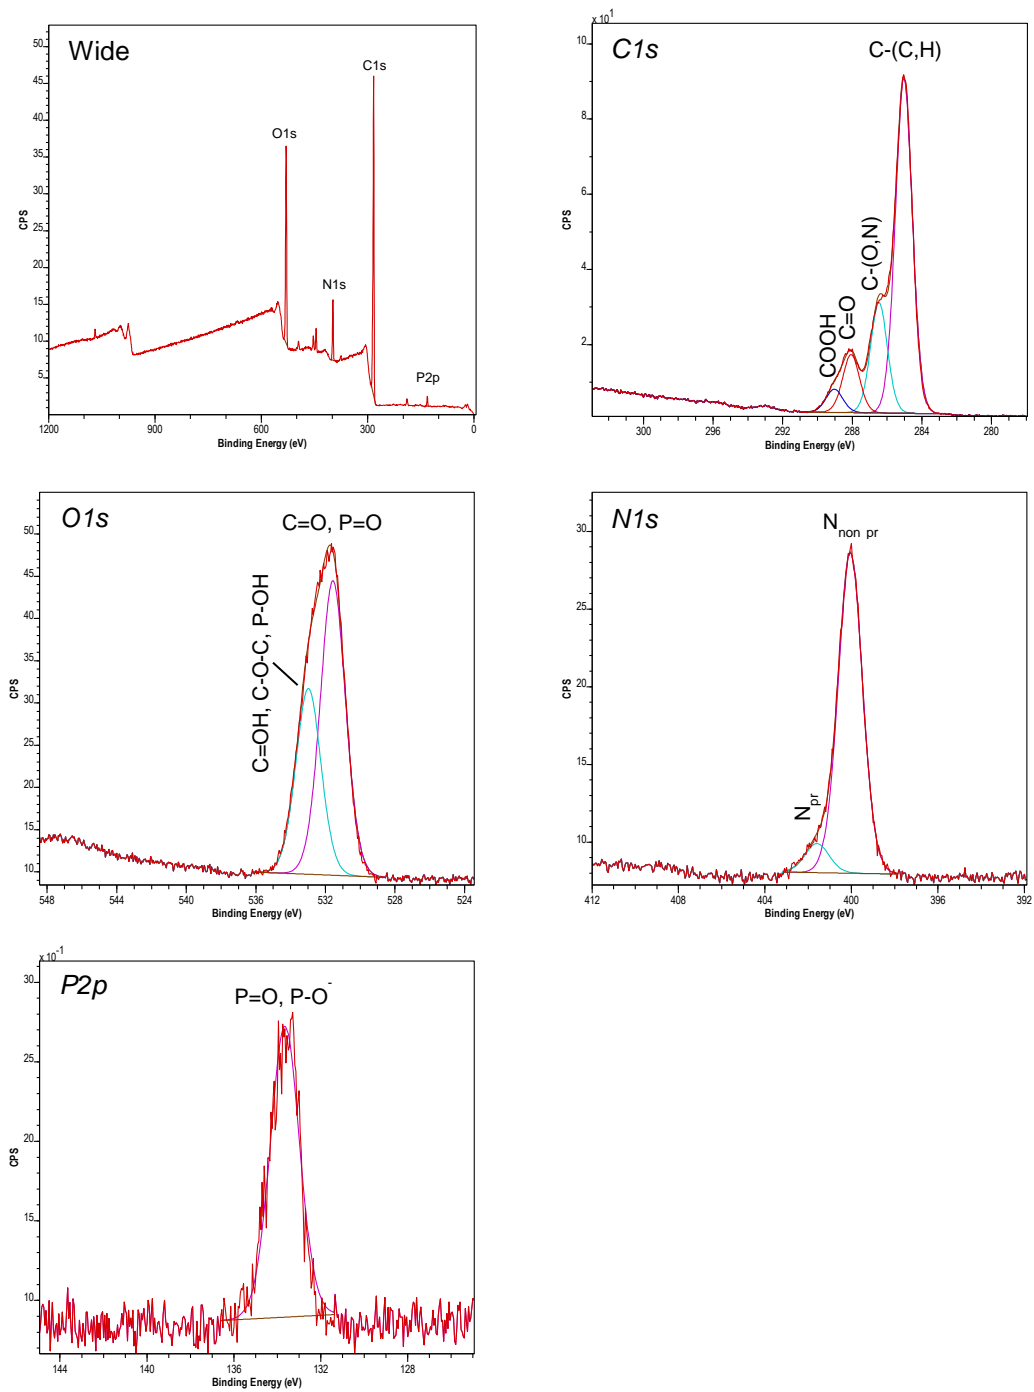 Wide
50
45
40
35
30
25
20
15
10
5
CPS
C1s
O1s
N1s
P2p
1200
900
600
300
0
Binding Energy (eV)
x 10^1
C1s
C-(C,H)
C-(O,N)
C=O
COOH
10
8
6
4
2
CPS
300
296
292
288
284
280
Binding Energy (eV)
O1s
C=O, P=O
C=OH, C-O-C, P-OH
50
45
40
35
30
25
20
15
10
CPS
548
544
540
536
532
528
524
Binding Energy (eV)
N1s
N_non pr
N_pr
30
25
20
15
10
CPS
412
408
404
400
396
392
Binding Energy (eV)
x 10^-1
P2p
P=O, P-O^-
30
25
20
15
10
CPS
144
140
136
132
128
Binding Energy (eV)